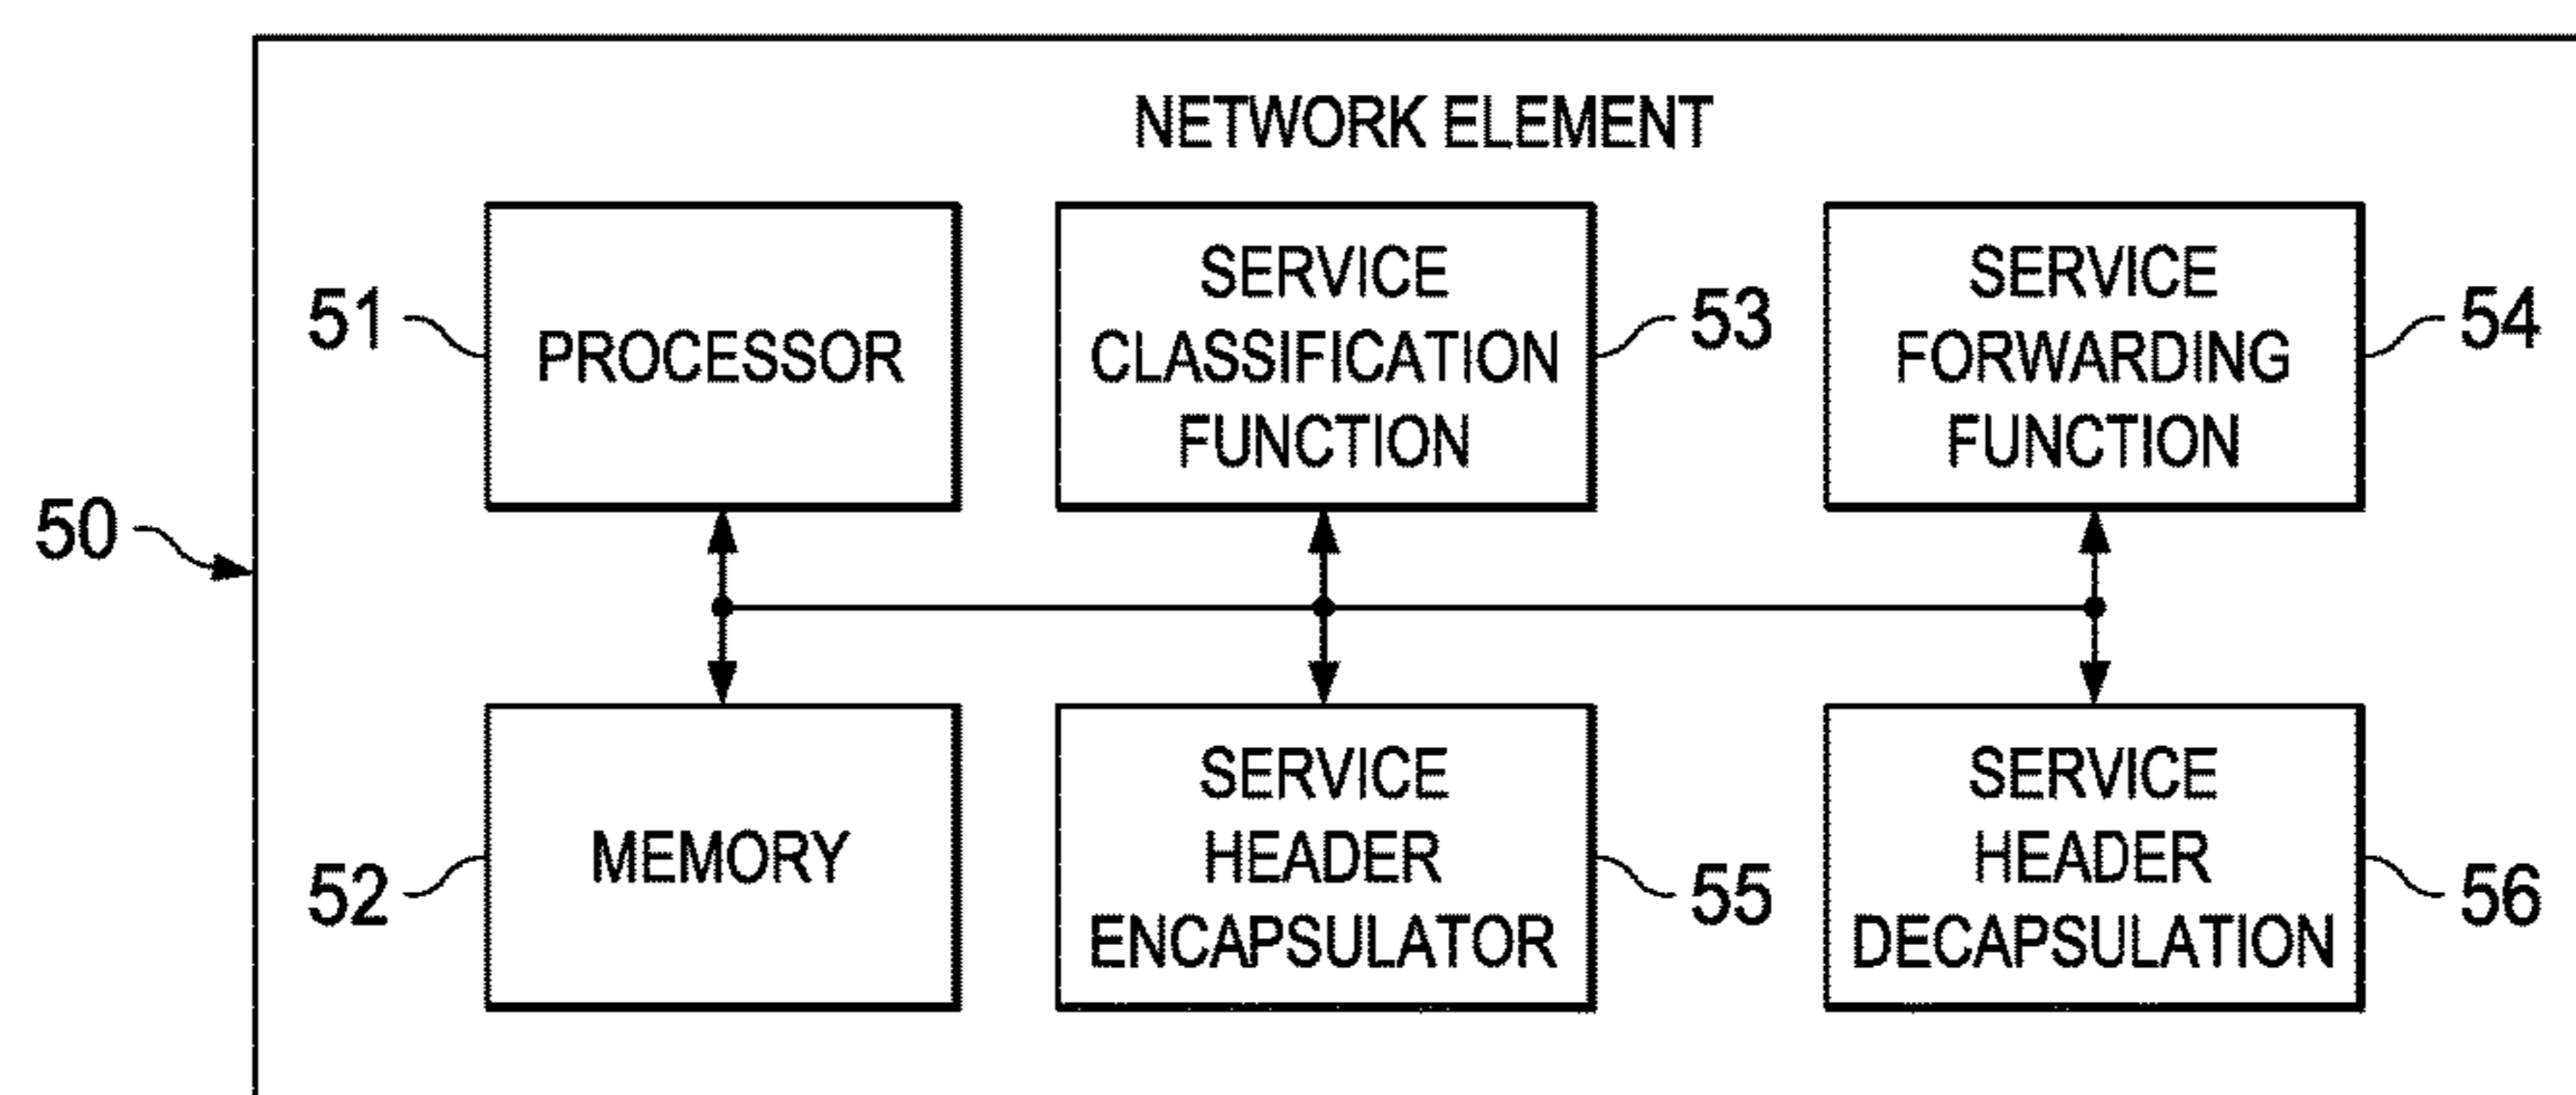 NETWORK ELEMENT
51
PROCESSOR
SERVICE
CLASSIFICATION
FUNCTION
53
SERVICE
FORWARDING
FUNCTION
54
50
52
MEMORY
SERVICE
HEADER
ENCAPSULATOR
55
SERVICE
HEADER
DECAPSULATION
56